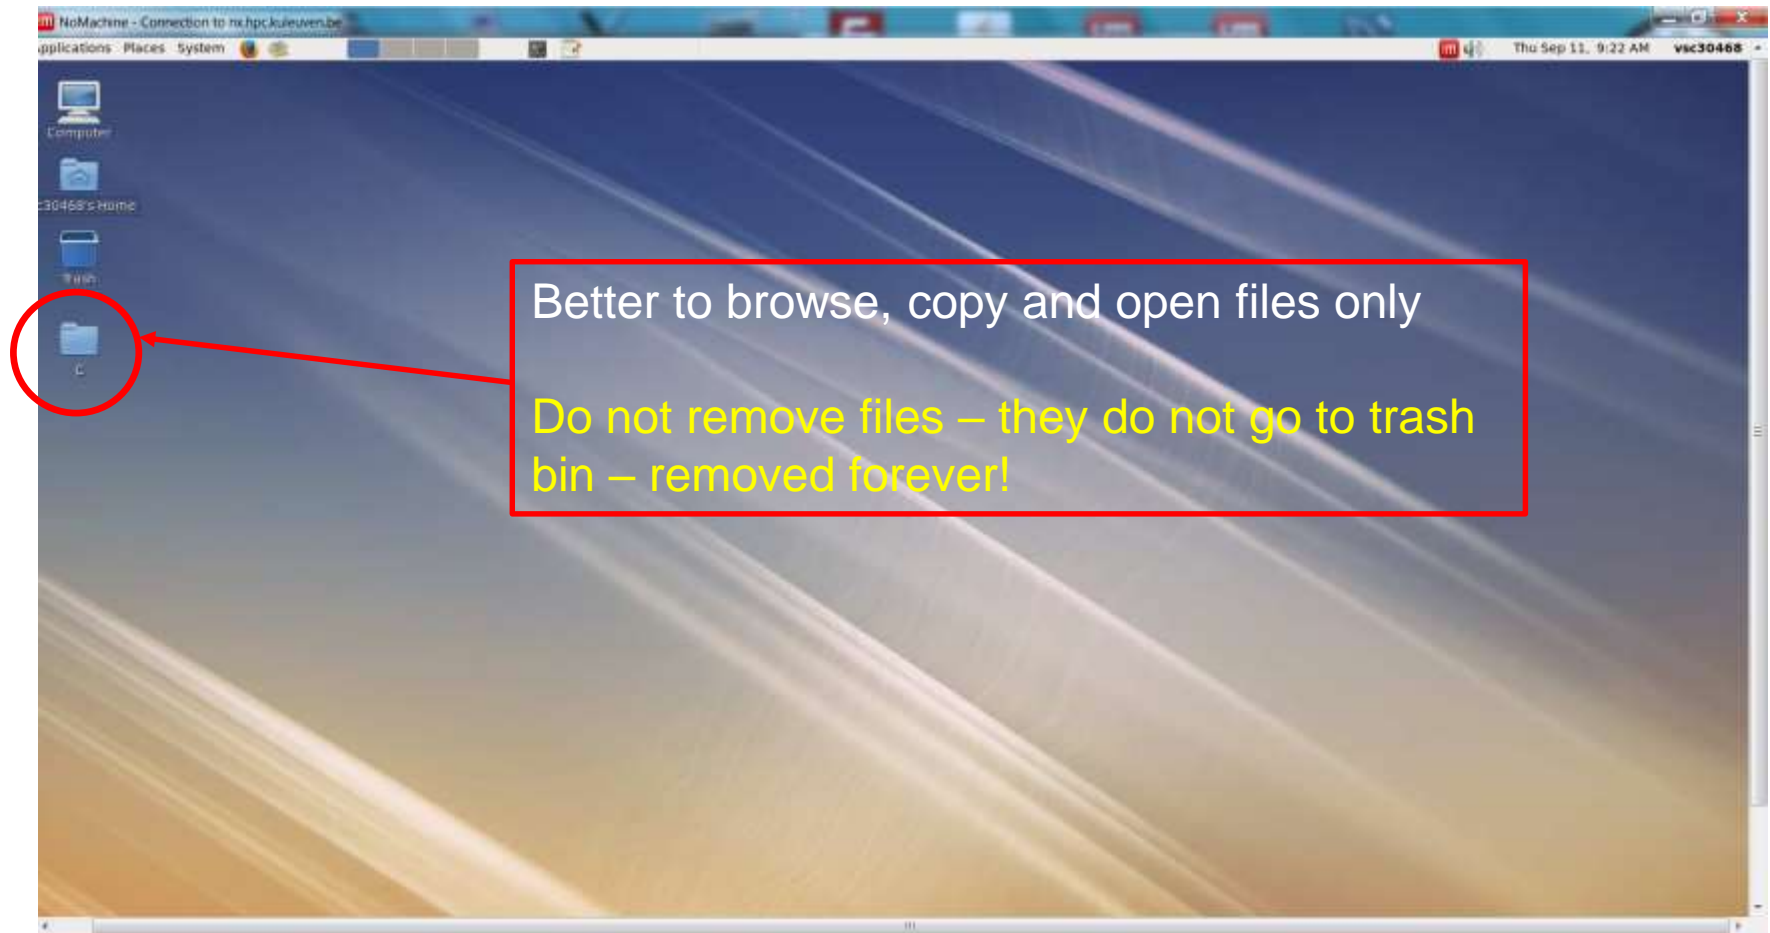 NoMachine - Connection to nx.hpc.kuleuven.be
pplications Places System
Thu Sep 11, 9:22 AM vsc30468
Computer
c30468's Home
Trash
C
Better to browse, copy and open files only
Do not remove files – they do not go to trash
bin – removed forever!